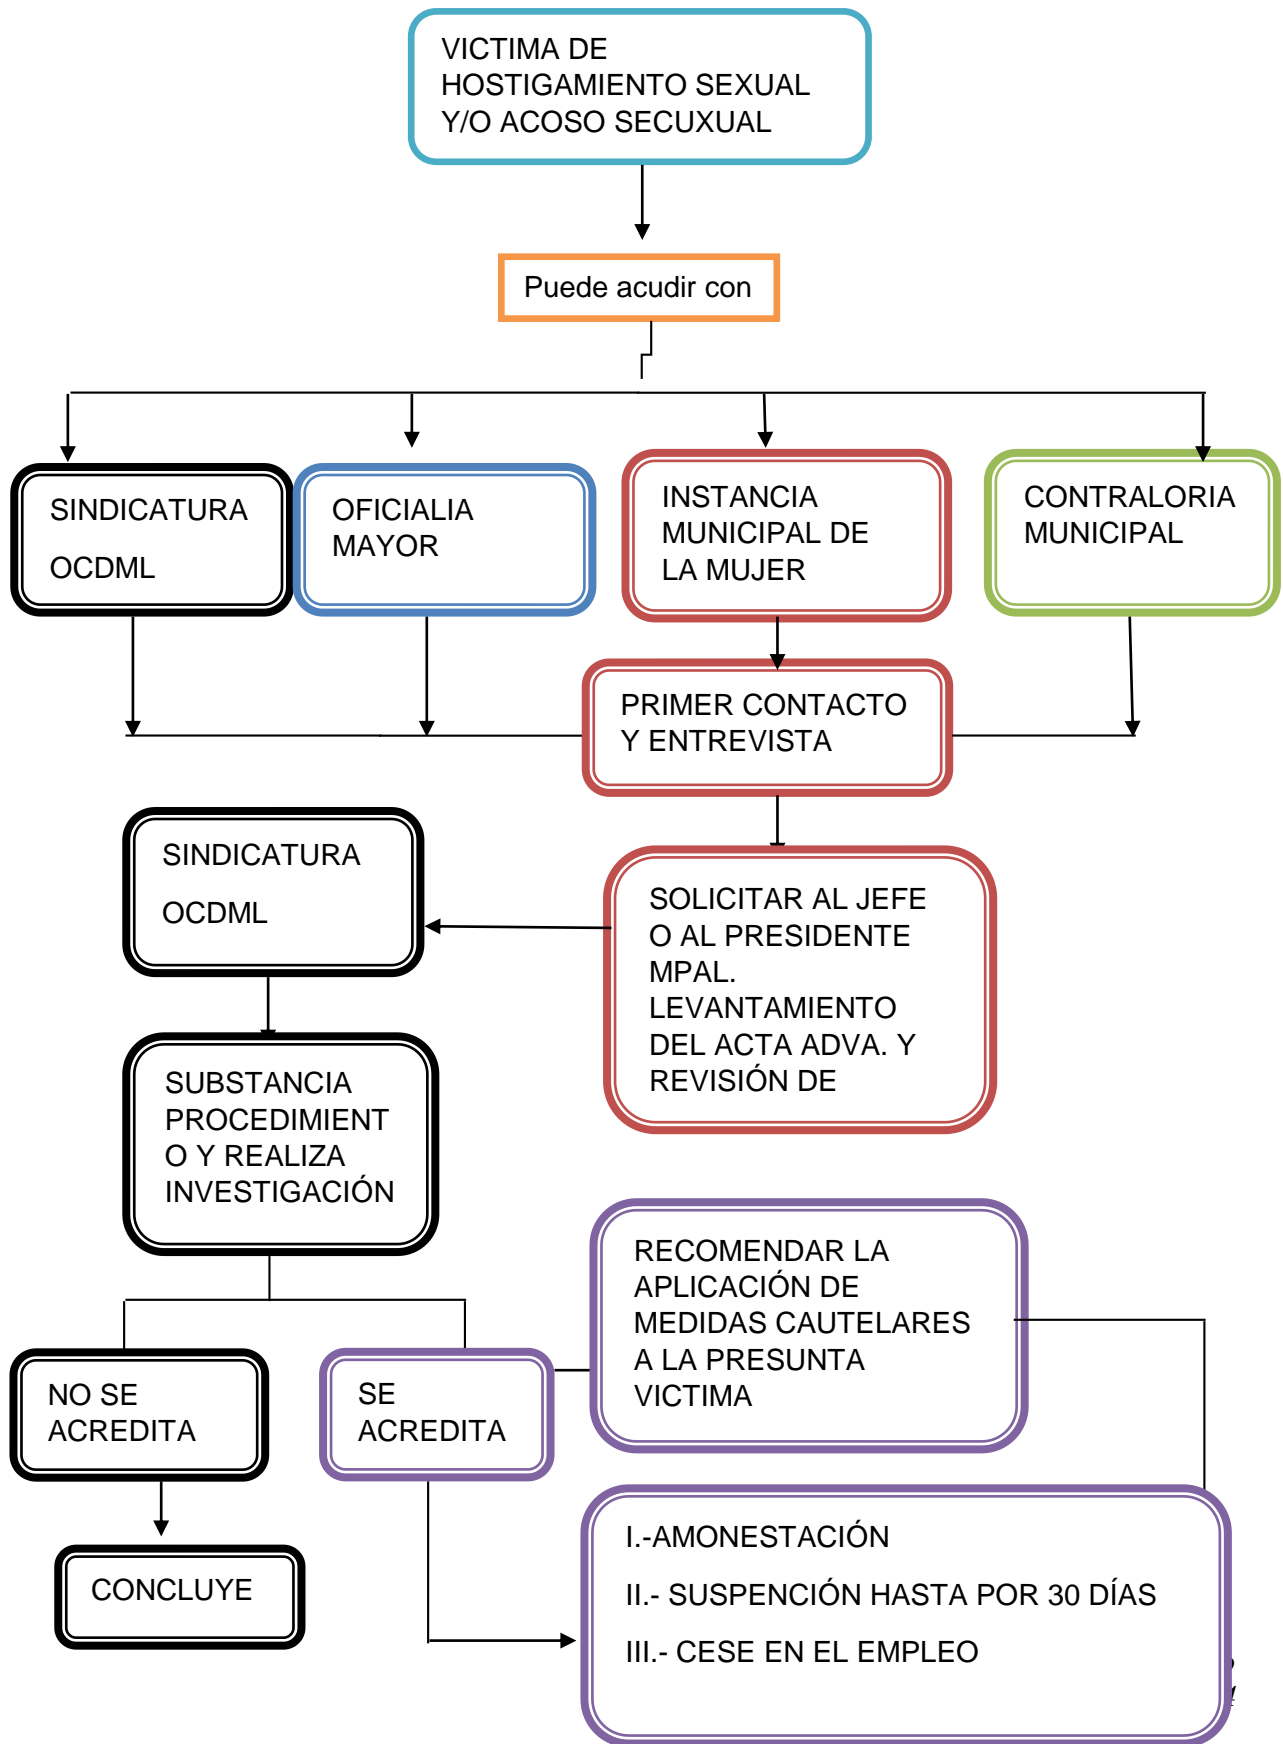 VICTIMA DE
HOSTIGAMIENTO SEXUAL
Y/O ACOSO SECUXUAL
Puede acudir con
SINDICATURA
OCDML
OFICIALIA
MAYOR
INSTANCIA
MUNICIPAL DE
LA MUJER
CONTRALORIA
MUNICIPAL
PRIMER CONTACTO
Y ENTREVISTA
SINDICATURA
OCDML
SOLICITAR AL JEFE
O AL PRESIDENTE
MPAL.
LEVANTAMIENTO
DEL ACTA ADVA. Y
REVISIÓN DE
SUBSTANCIA
PROCEDIMIENT
O Y REALIZA
INVESTIGACIÓN
RECOMENDAR LA
APLICACIÓN DE
MEDIDAS CAUTELARES
A LA PRESUNTA
VICTIMA
NO SE
ACREDITA
SE
ACREDITA
CONCLUYE
I.-AMONESTACIÓN
II.- SUSPENCIÓN HASTA POR 30 DÍAS
III.- CESE EN EL EMPLEO